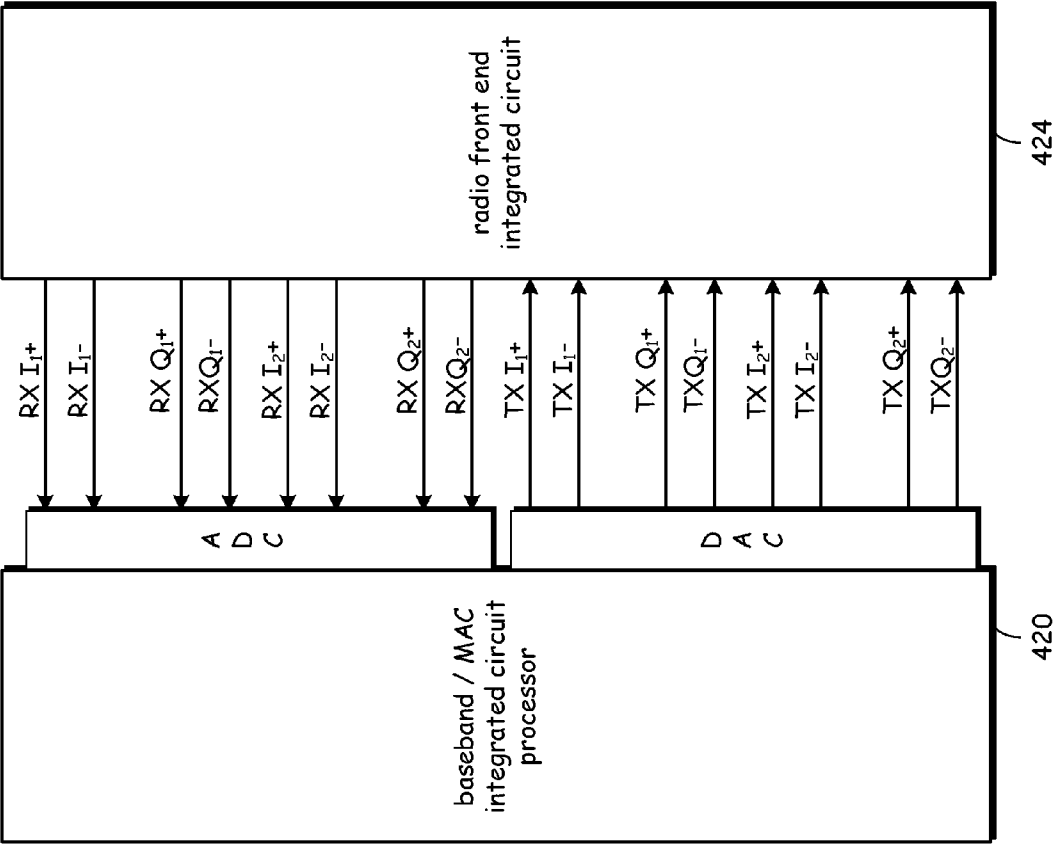 radio front end
integrated circuit
424
RX I₁+
RX I₁-
RX Q₁+
RXQ₁-
RX I₂+
RX I₂-
RX Q₂+
RXQ₂-
TX I₁+
TX I₁-
TX Q₁+
TXQ₁-
TX I₂+
TX I₂-
TX Q₂+
TXQ₂-
ADC
DAC
baseband / MAC
integrated circuit
processor
420